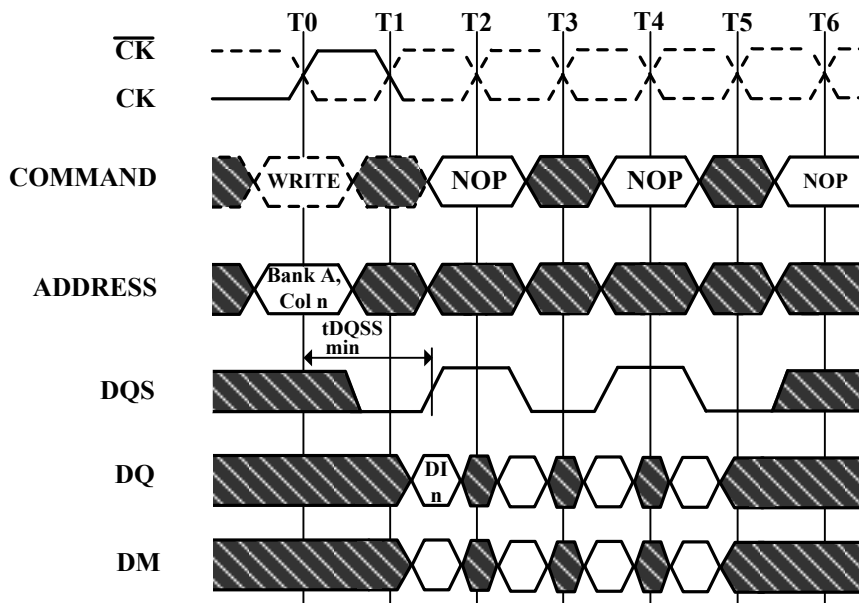 T0 T1 T2 T3 T4 T5 T6
CK
CK
COMMAND
WRITE NOP NOP NOP
ADDRESS
Bank A,
Col n
tDQSS
min
DQS
DQ
DI
n
DM